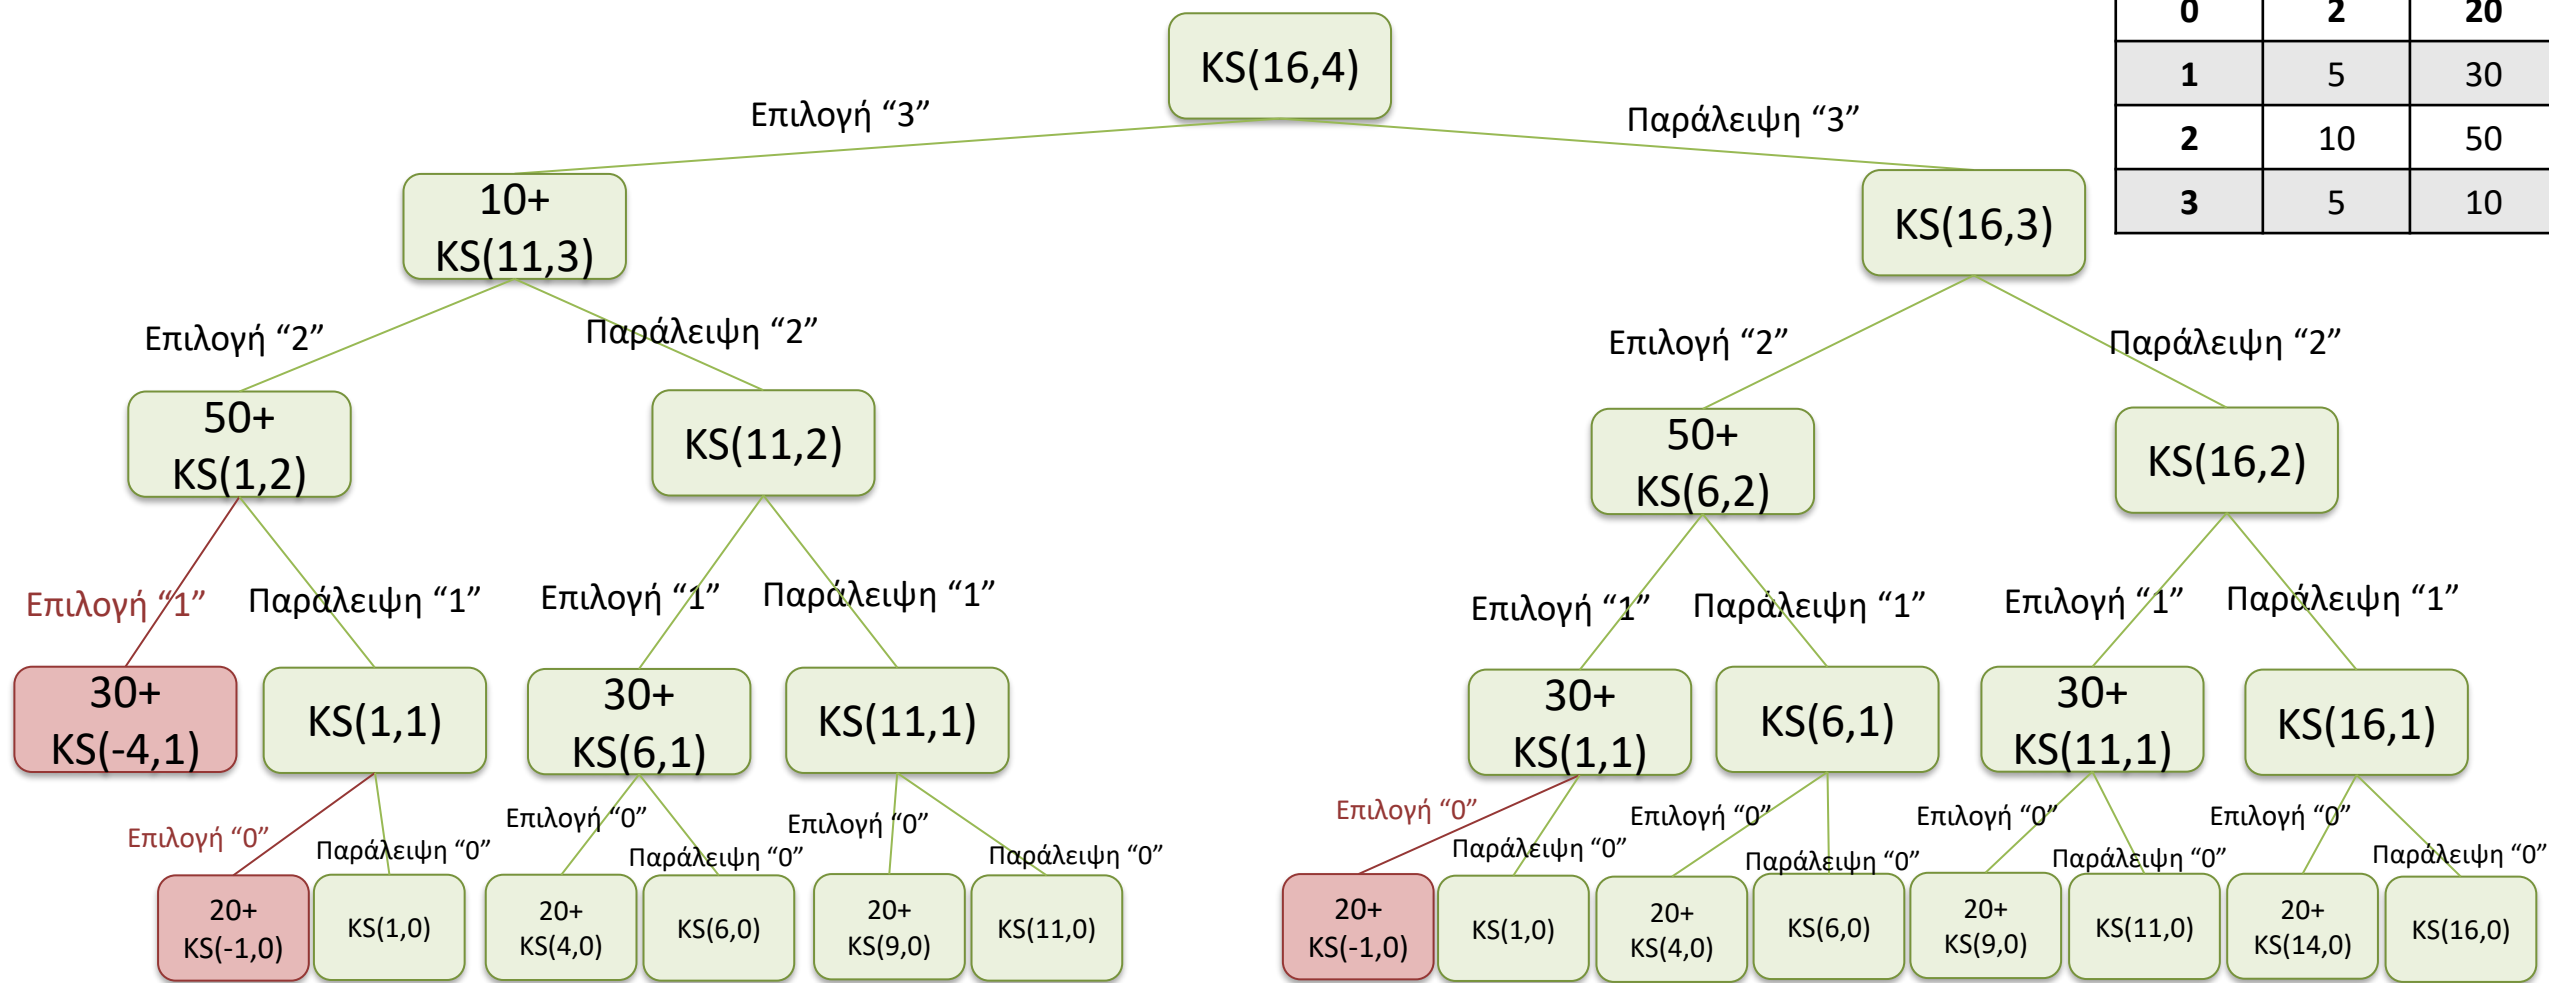 KS(16,4)
0 2 20
1 5 30
2 10 50
3 5 10
Επιλογή “3”
Παράλειψη “3”
10+
KS(11,3)
KS(16,3)
Επιλογή “2”
Παράλειψη “2”
Επιλογή “2”
Παράλειψη “2”
50+
KS(1,2)
KS(11,2)
50+
KS(6,2)
KS(16,2)
Επιλογή “1”
Παράλειψη “1”
Επιλογή “1”
Παράλειψη “1”
Επιλογή “1”
Παράλειψη “1”
Επιλογή “1”
Παράλειψη “1”
30+
KS(-4,1)
KS(1,1)
30+
KS(6,1)
KS(11,1)
30+
KS(1,1)
KS(6,1)
30+
KS(11,1)
KS(16,1)
Επιλογή “0”
Παράλειψη “0”
Επιλογή “0”
Παράλειψη “0”
Επιλογή “0”
Παράλειψη “0”
Επιλογή “0”
Παράλειψη “0”
Επιλογή “0”
Παράλειψη “0”
Επιλογή “0”
Παράλειψη “0”
Επιλογή “0”
Παράλειψη “0”
20+
KS(-1,0)
KS(1,0)
20+
KS(4,0)
KS(6,0)
20+
KS(9,0)
KS(11,0)
20+
KS(-1,0)
KS(1,0)
20+
KS(4,0)
KS(6,0)
20+
KS(9,0)
KS(11,0)
20+
KS(14,0)
KS(16,0)